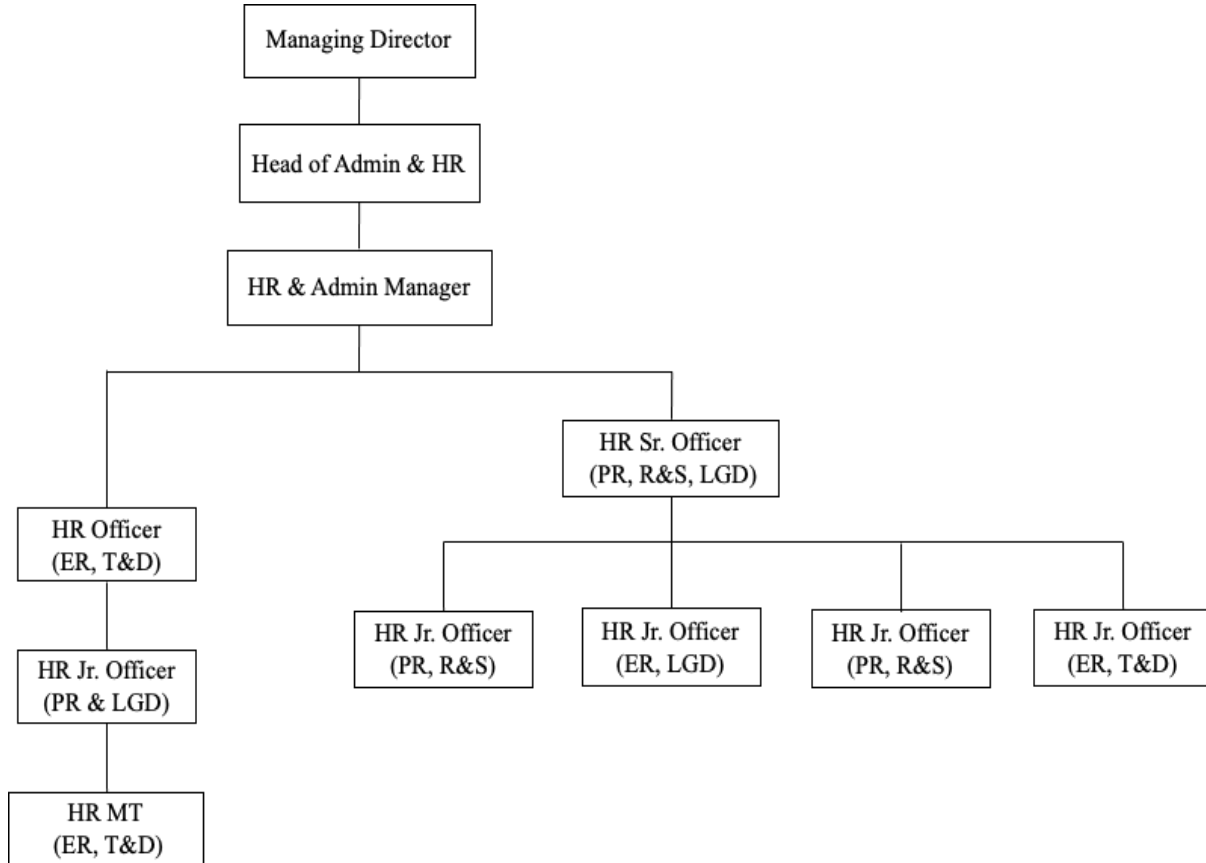 Managing Director
Head of Admin & HR
HR & Admin Manager
HR Sr. Officer
(PR, R&S, LGD)
HR Officer
(ER, T&D)
HR Jr. Officer
(PR, R&S)
HR Jr. Officer
(ER, LGD)
HR Jr. Officer
(PR, R&S)
HR Jr. Officer
(ER, T&D)
HR Jr. Officer
(PR & LGD)
HR MT
(ER, T&D)